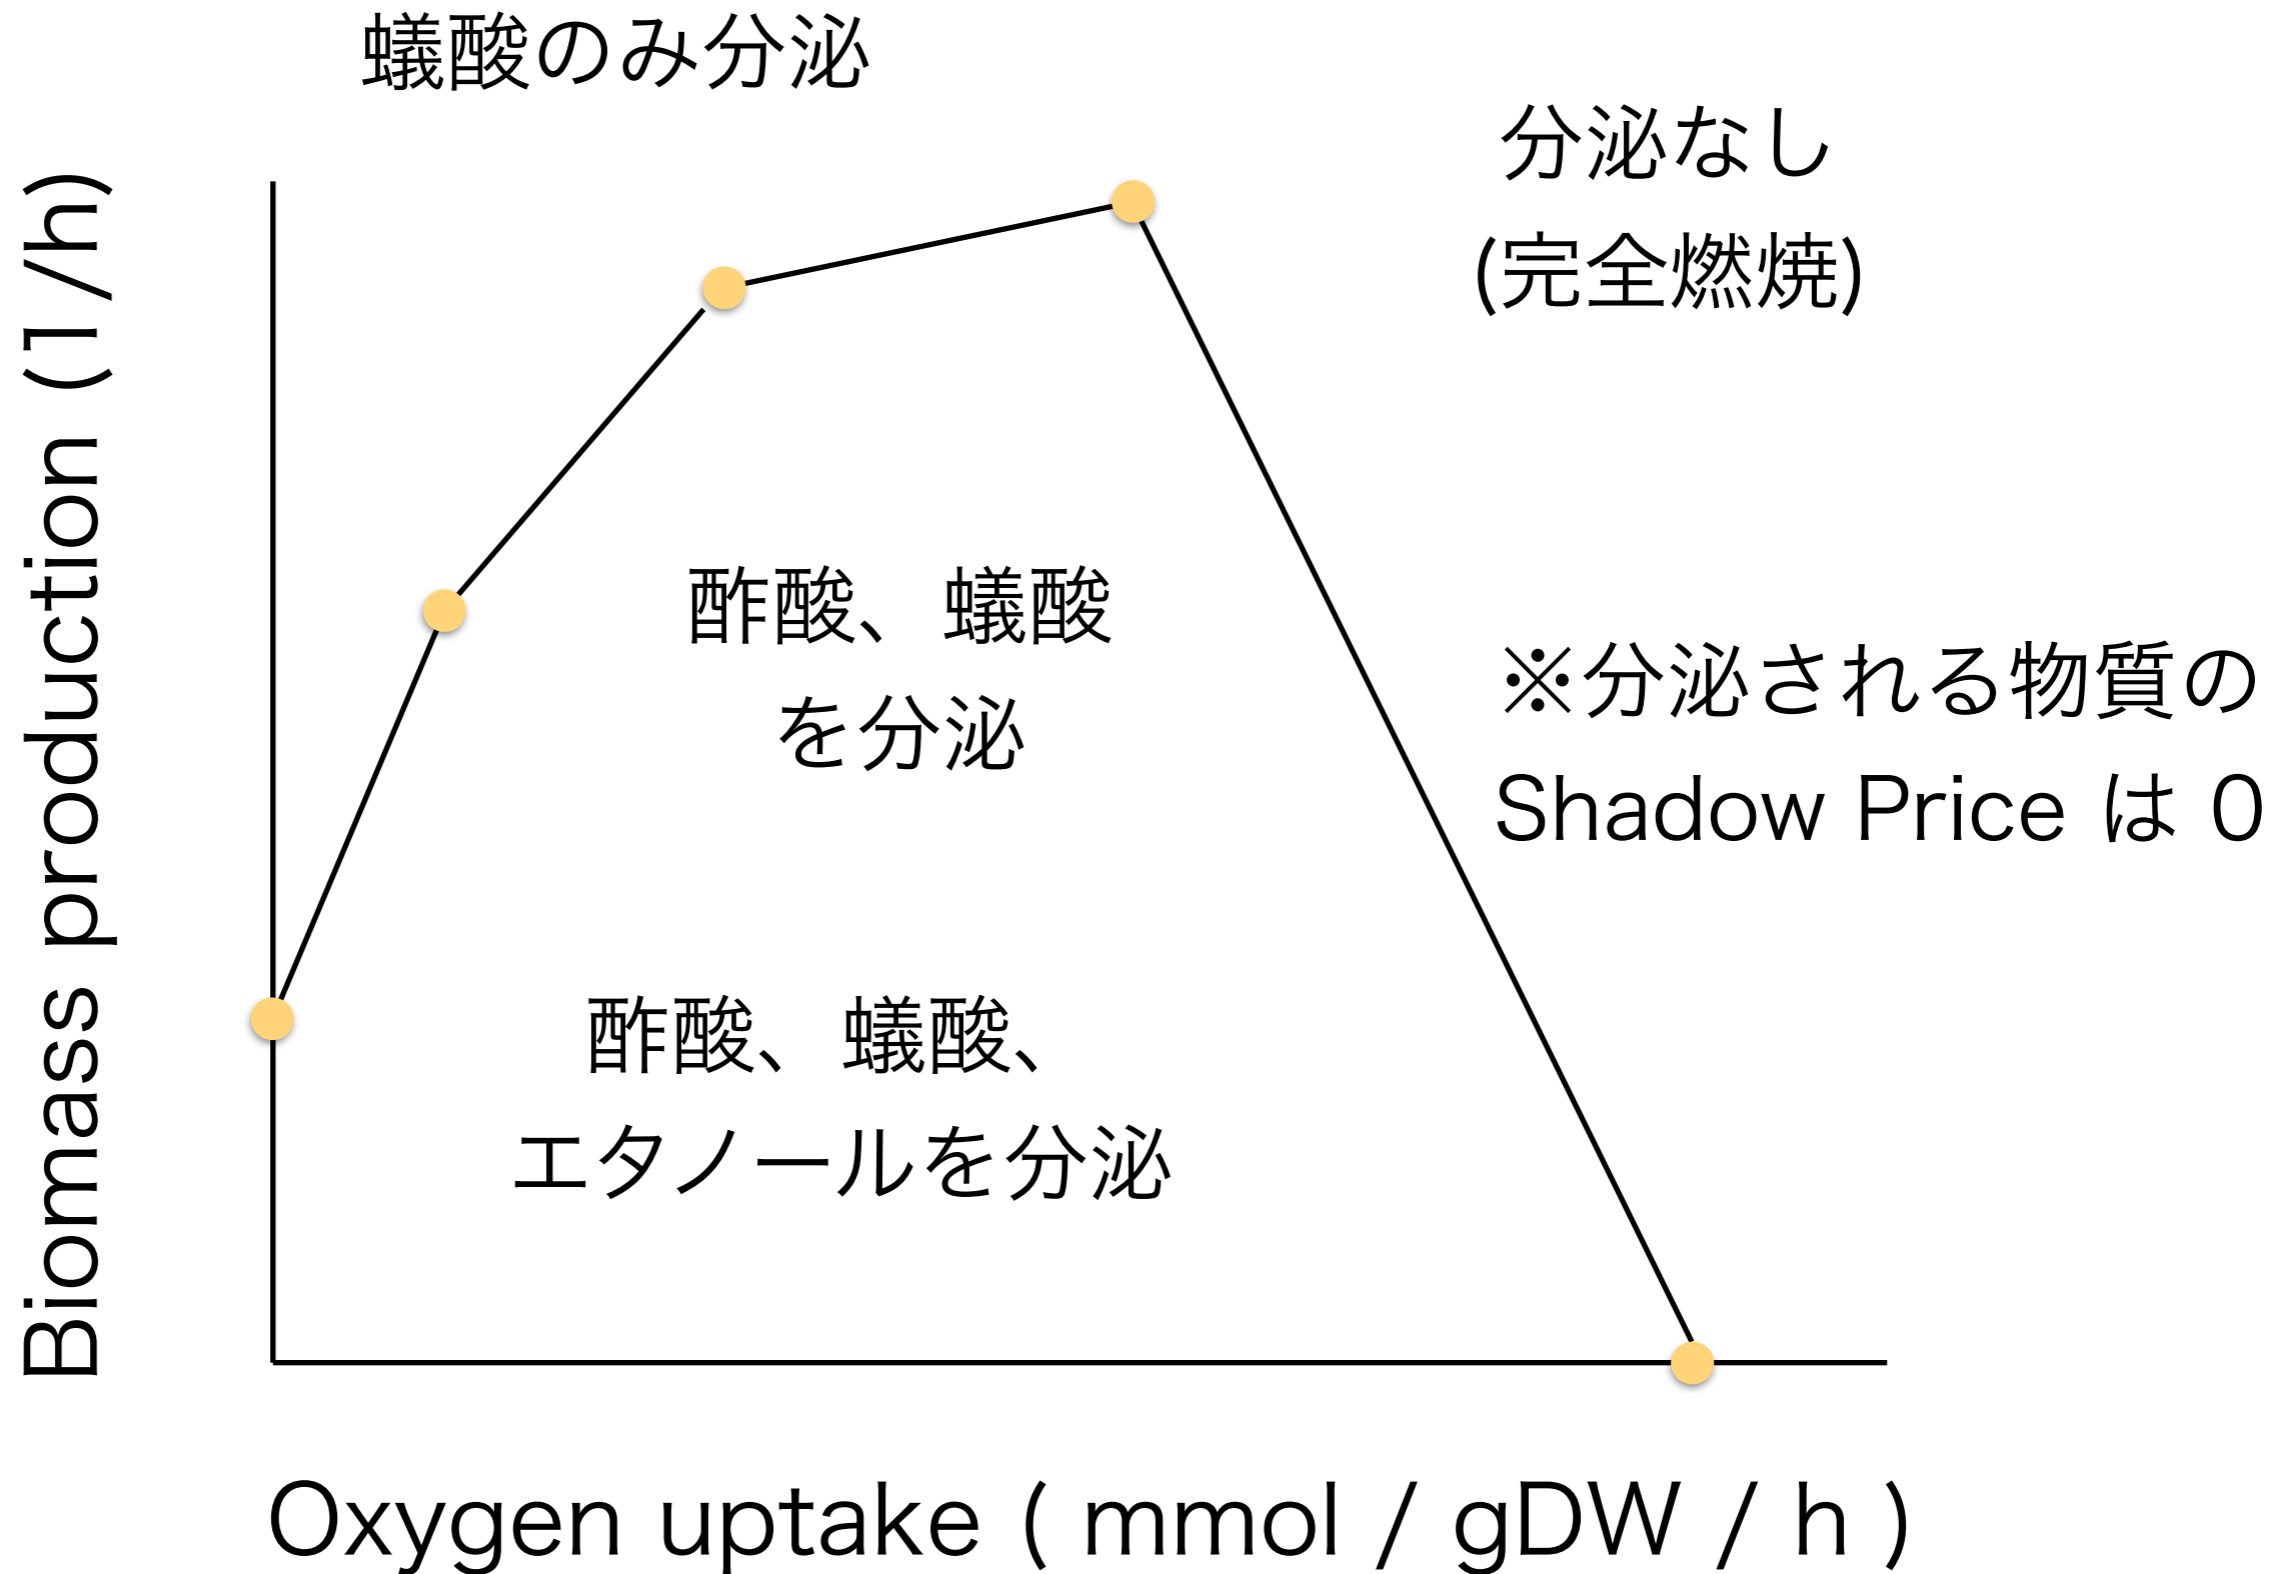 蟻酸のみ分泌
分泌なし
(完全燃焼)
Biomass production (1/h)
酢酸、蟻酸
を分泌
※分泌される物質の
Shadow Price は 0
酢酸、蟻酸、
エタノールを分泌
Oxygen uptake ( mmol / gDW / h )